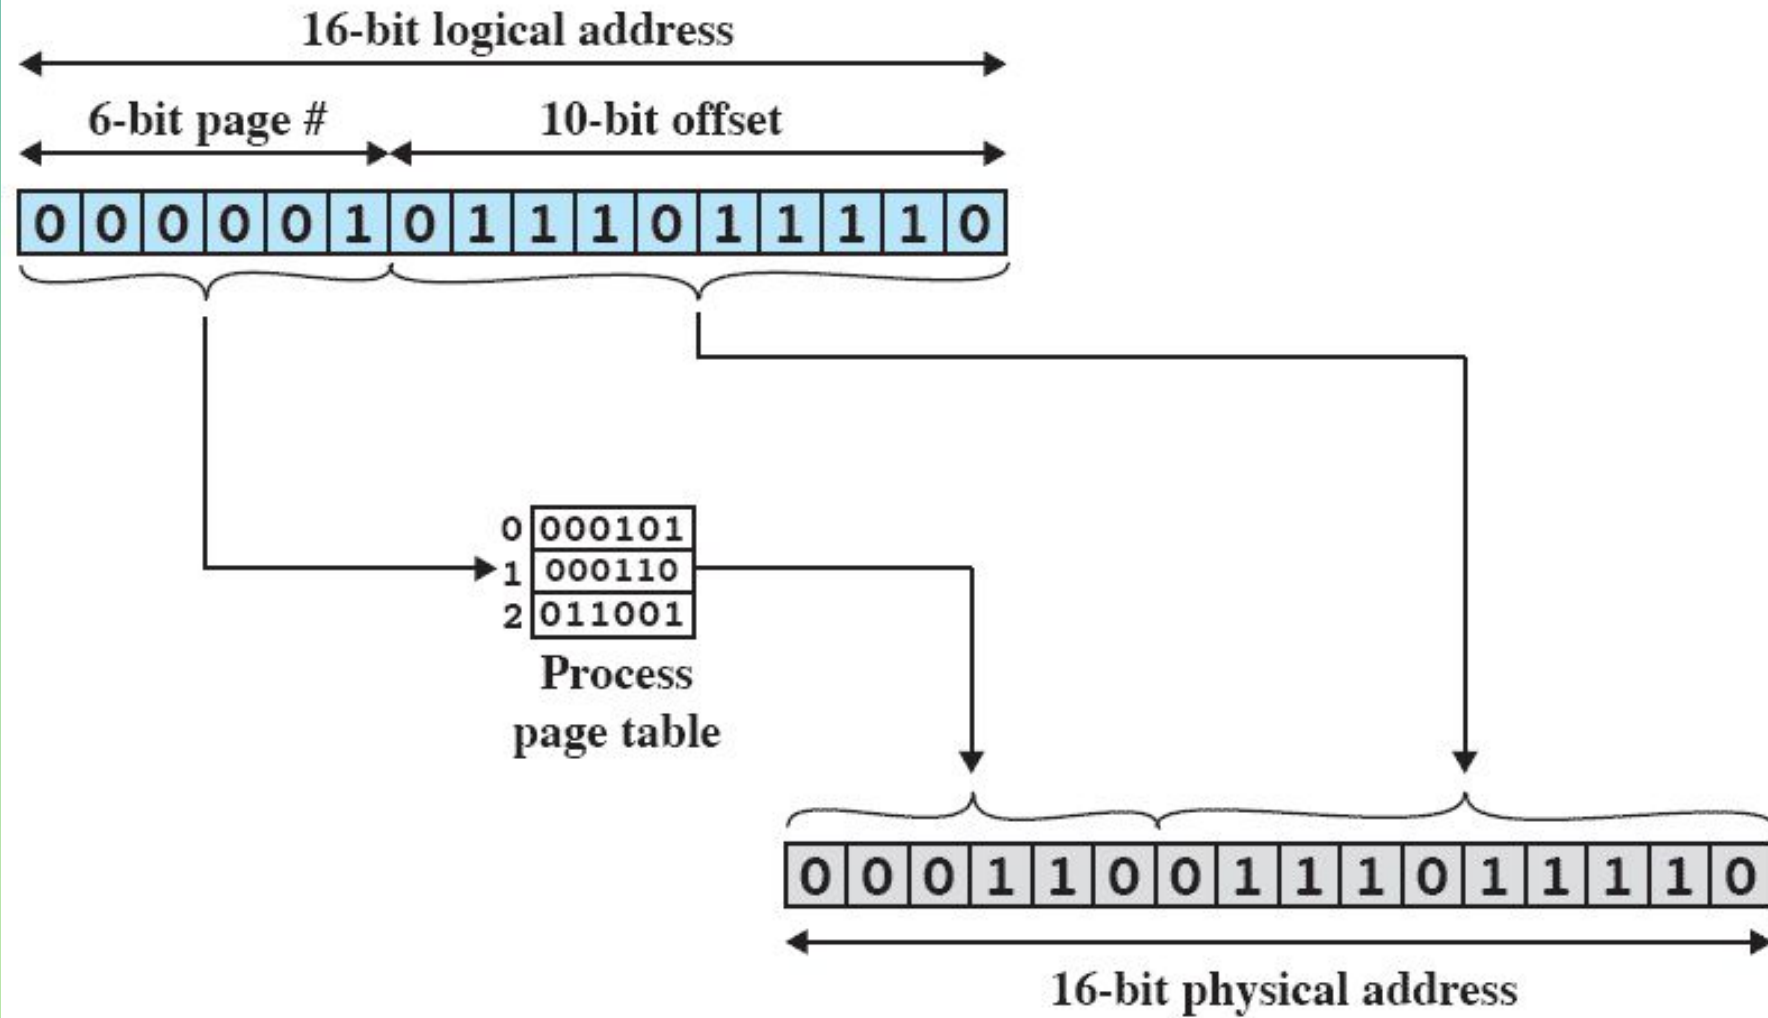 16-bit logical address
6-bit page # 10-bit offset
0 0 0 0 0 1 0 1 1 1 0 1 1 1 1 0
0 000101
1 000110
2 011001
Process
page table
0 0 0 1 1 0 0 1 1 1 0 1 1 1 1 0
16-bit physical address